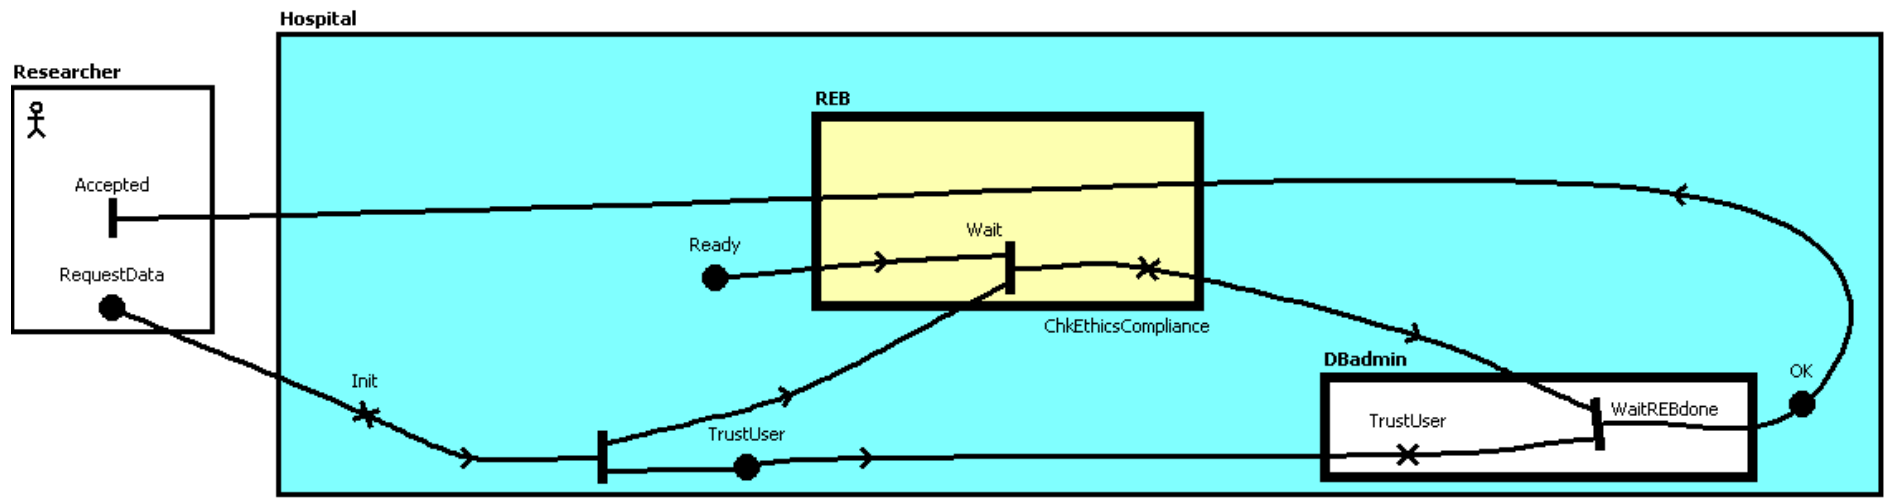 Hospital
Researcher
REB
Accepted
Wait
Ready
RequestData
ChkEthicsCompliance
DBadmin
Init
OK
WaitREBdone
TrustUser
TrustUser